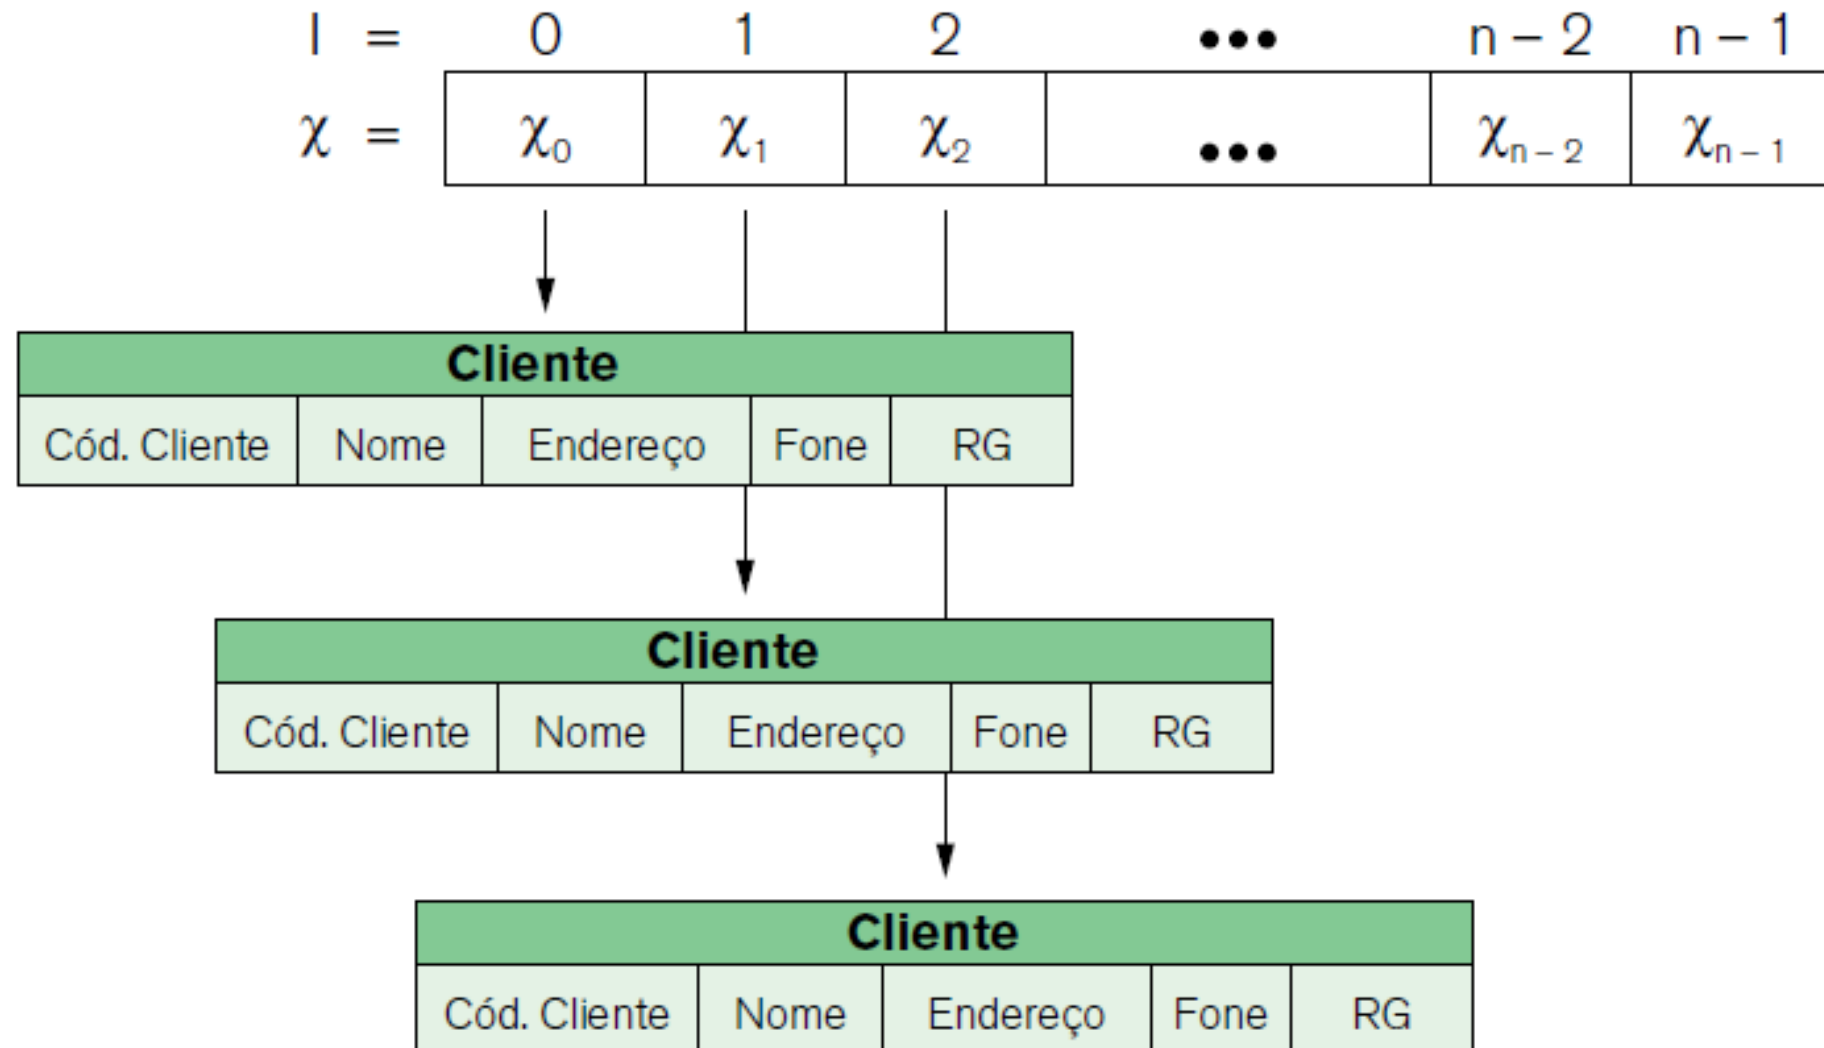 I = 0 1 2 ••• n – 2 n – 1
χ = χ₀ χ₁ χ₂ ••• χₙ₋₂ χₙ₋₁
Cliente
Cód. Cliente Nome Endereço Fone RG
Cliente
Cód. Cliente Nome Endereço Fone RG
Cliente
Cód. Cliente Nome Endereço Fone RG